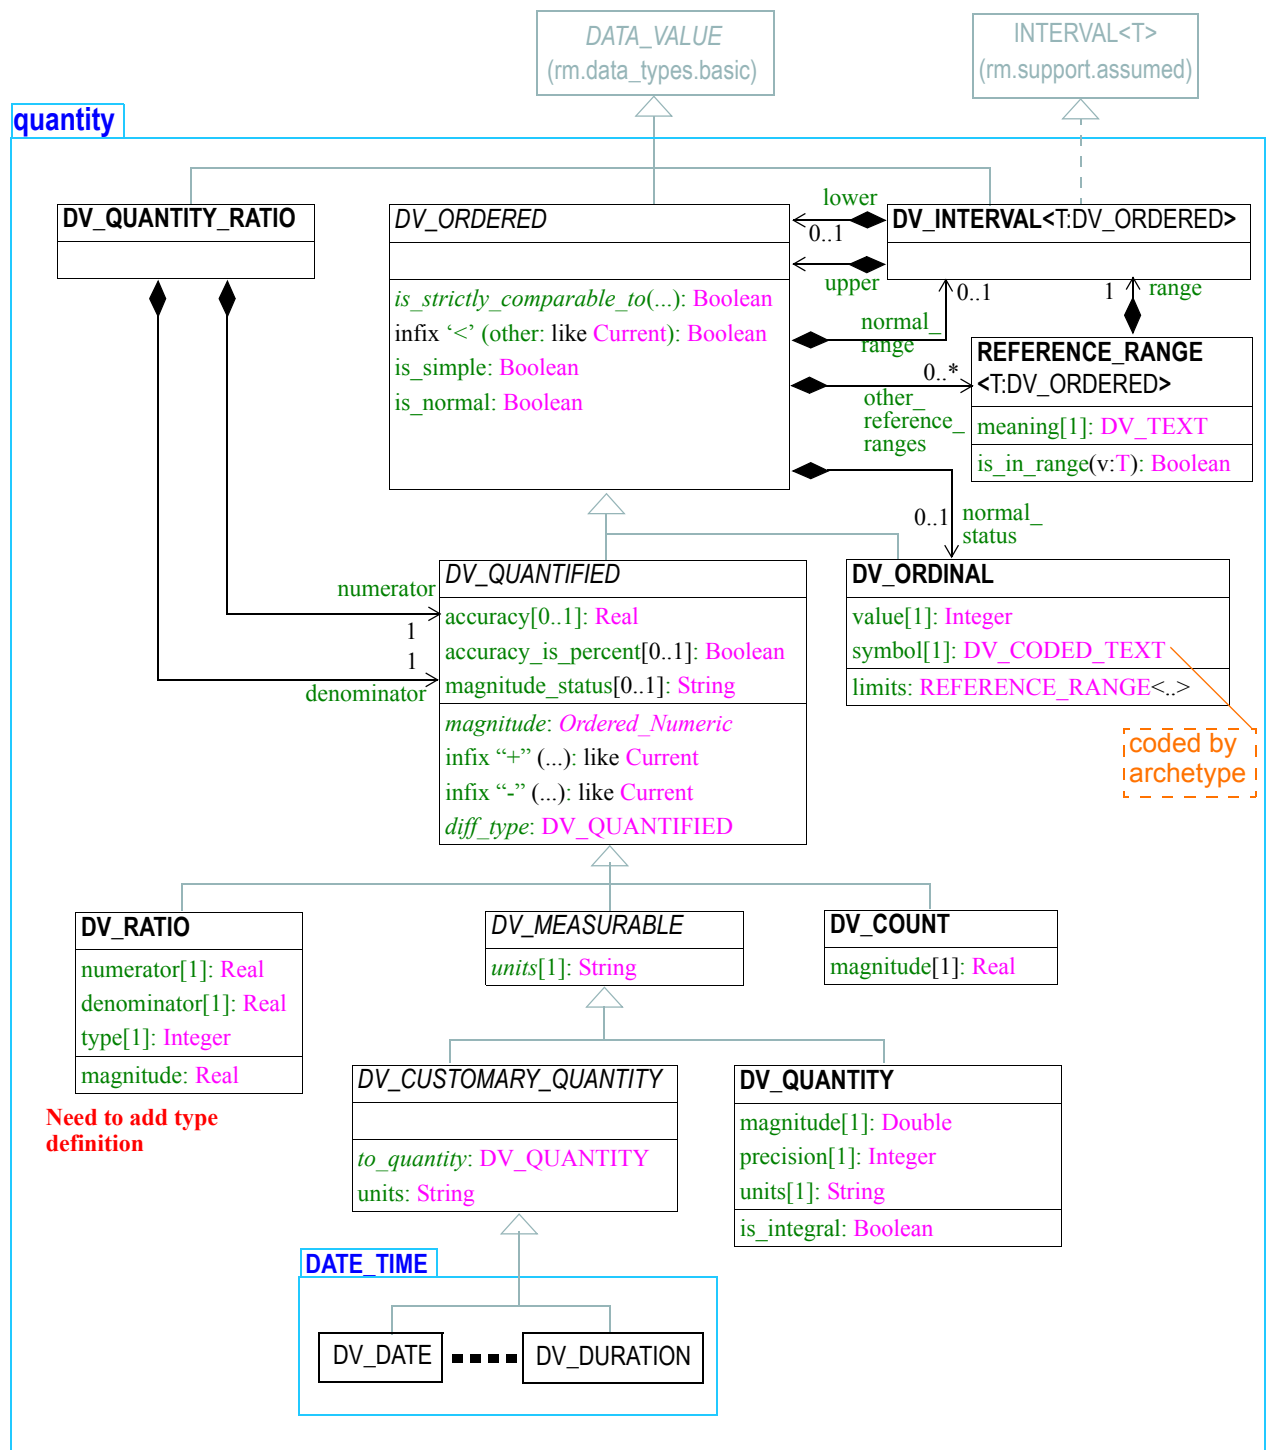 DATA_VALUE
(rm.data_types.basic)
INTERVAL<T>
(rm.support.assumed)
quantity
DV_QUANTITY_RATIO
DV_ORDERED
is_strictly_comparable_to(...): Boolean
infix ‘<’ (other: like Current): Boolean
is_simple: Boolean
is_normal: Boolean
lower
0..1
upper
DV_INTERVAL<T:DV_ORDERED>
0..1
normal_
range
1
range
0..*
other_
reference_
ranges
REFERENCE_RANGE
<T:DV_ORDERED>
meaning[1]: DV_TEXT
is_in_range(v:T): Boolean
0..1
normal_
status
numerator
1
1
denominator
DV_QUANTIFIED
accuracy[0..1]: Real
accuracy_is_percent[0..1]: Boolean
magnitude_status[0..1]: String
magnitude: Ordered_Numeric
infix “+” (...): like Current
infix “-” (...): like Current
diff_type: DV_QUANTIFIED
DV_ORDINAL
value[1]: Integer
symbol[1]: DV_CODED_TEXT
limits: REFERENCE_RANGE<..>
coded by
archetype
DV_RATIO
numerator[1]: Real
denominator[1]: Real
type[1]: Integer
magnitude: Real
Need to add type
definition
DV_MEASURABLE
units[1]: String
DV_COUNT
magnitude[1]: Real
DV_CUSTOMARY_QUANTITY
to_quantity: DV_QUANTITY
units: String
DV_QUANTITY
magnitude[1]: Double
precision[1]: Integer
units[1]: String
is_integral: Boolean
DATE_TIME
DV_DATE
DV_DURATION